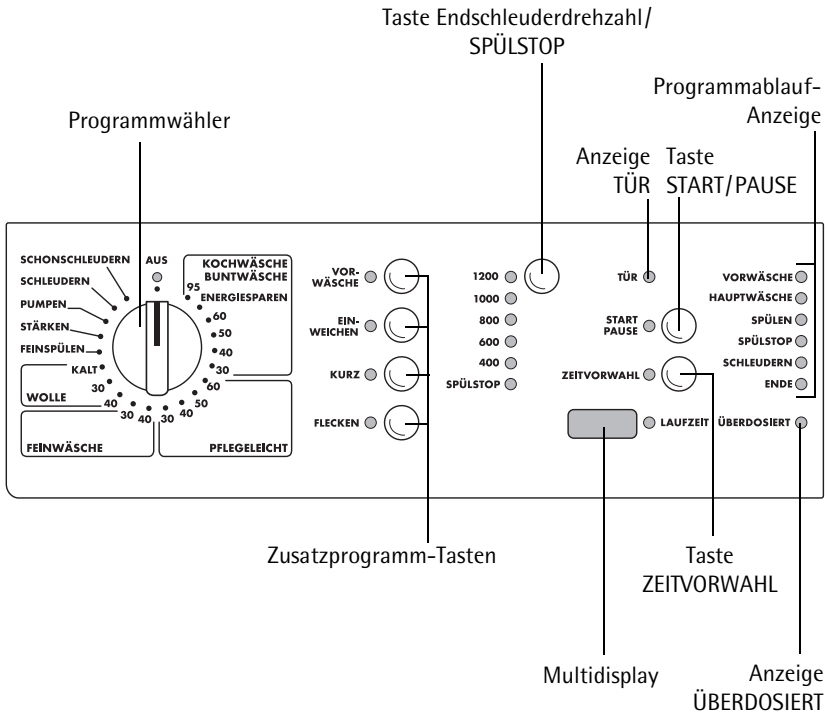 Taste Endschleuderdrehzahl/
SPÜLSTOP
Programmablauf-
Anzeige
Programmwähler
Anzeige
TÜR
Taste
START/PAUSE
SCHONSCHLEUDERN
SCHLEUDERN
PUMPEN
STÄRKEN
FEINSPÜLEN
AUS
KOCHWÄSCHE
BUNTWÄSCHE
95
ENERGIESPAREN
60
50
40
30
60
50
40
30
PFLEGELEICHT
40
30
FEINWÄSCHE
40
30
KALT
WOLLE
VOR-
WÄSCHE
EIN-
WEICHEN
KURZ
FLECKEN
1200
1000
800
600
400
SPÜLSTOP
TÜR
START
PAUSE
ZEITVORWAHL
LAUFZEIT
VORWÄSCHE
HAUPTWÄSCHE
SPÜLEN
SPÜLSTOP
SCHLEUDERN
ENDE
ÜBERDOSIERT
Zusatzprogramm-Tasten
Taste
ZEITVORWAHL
Multidisplay
Anzeige
ÜBERDOSIERT